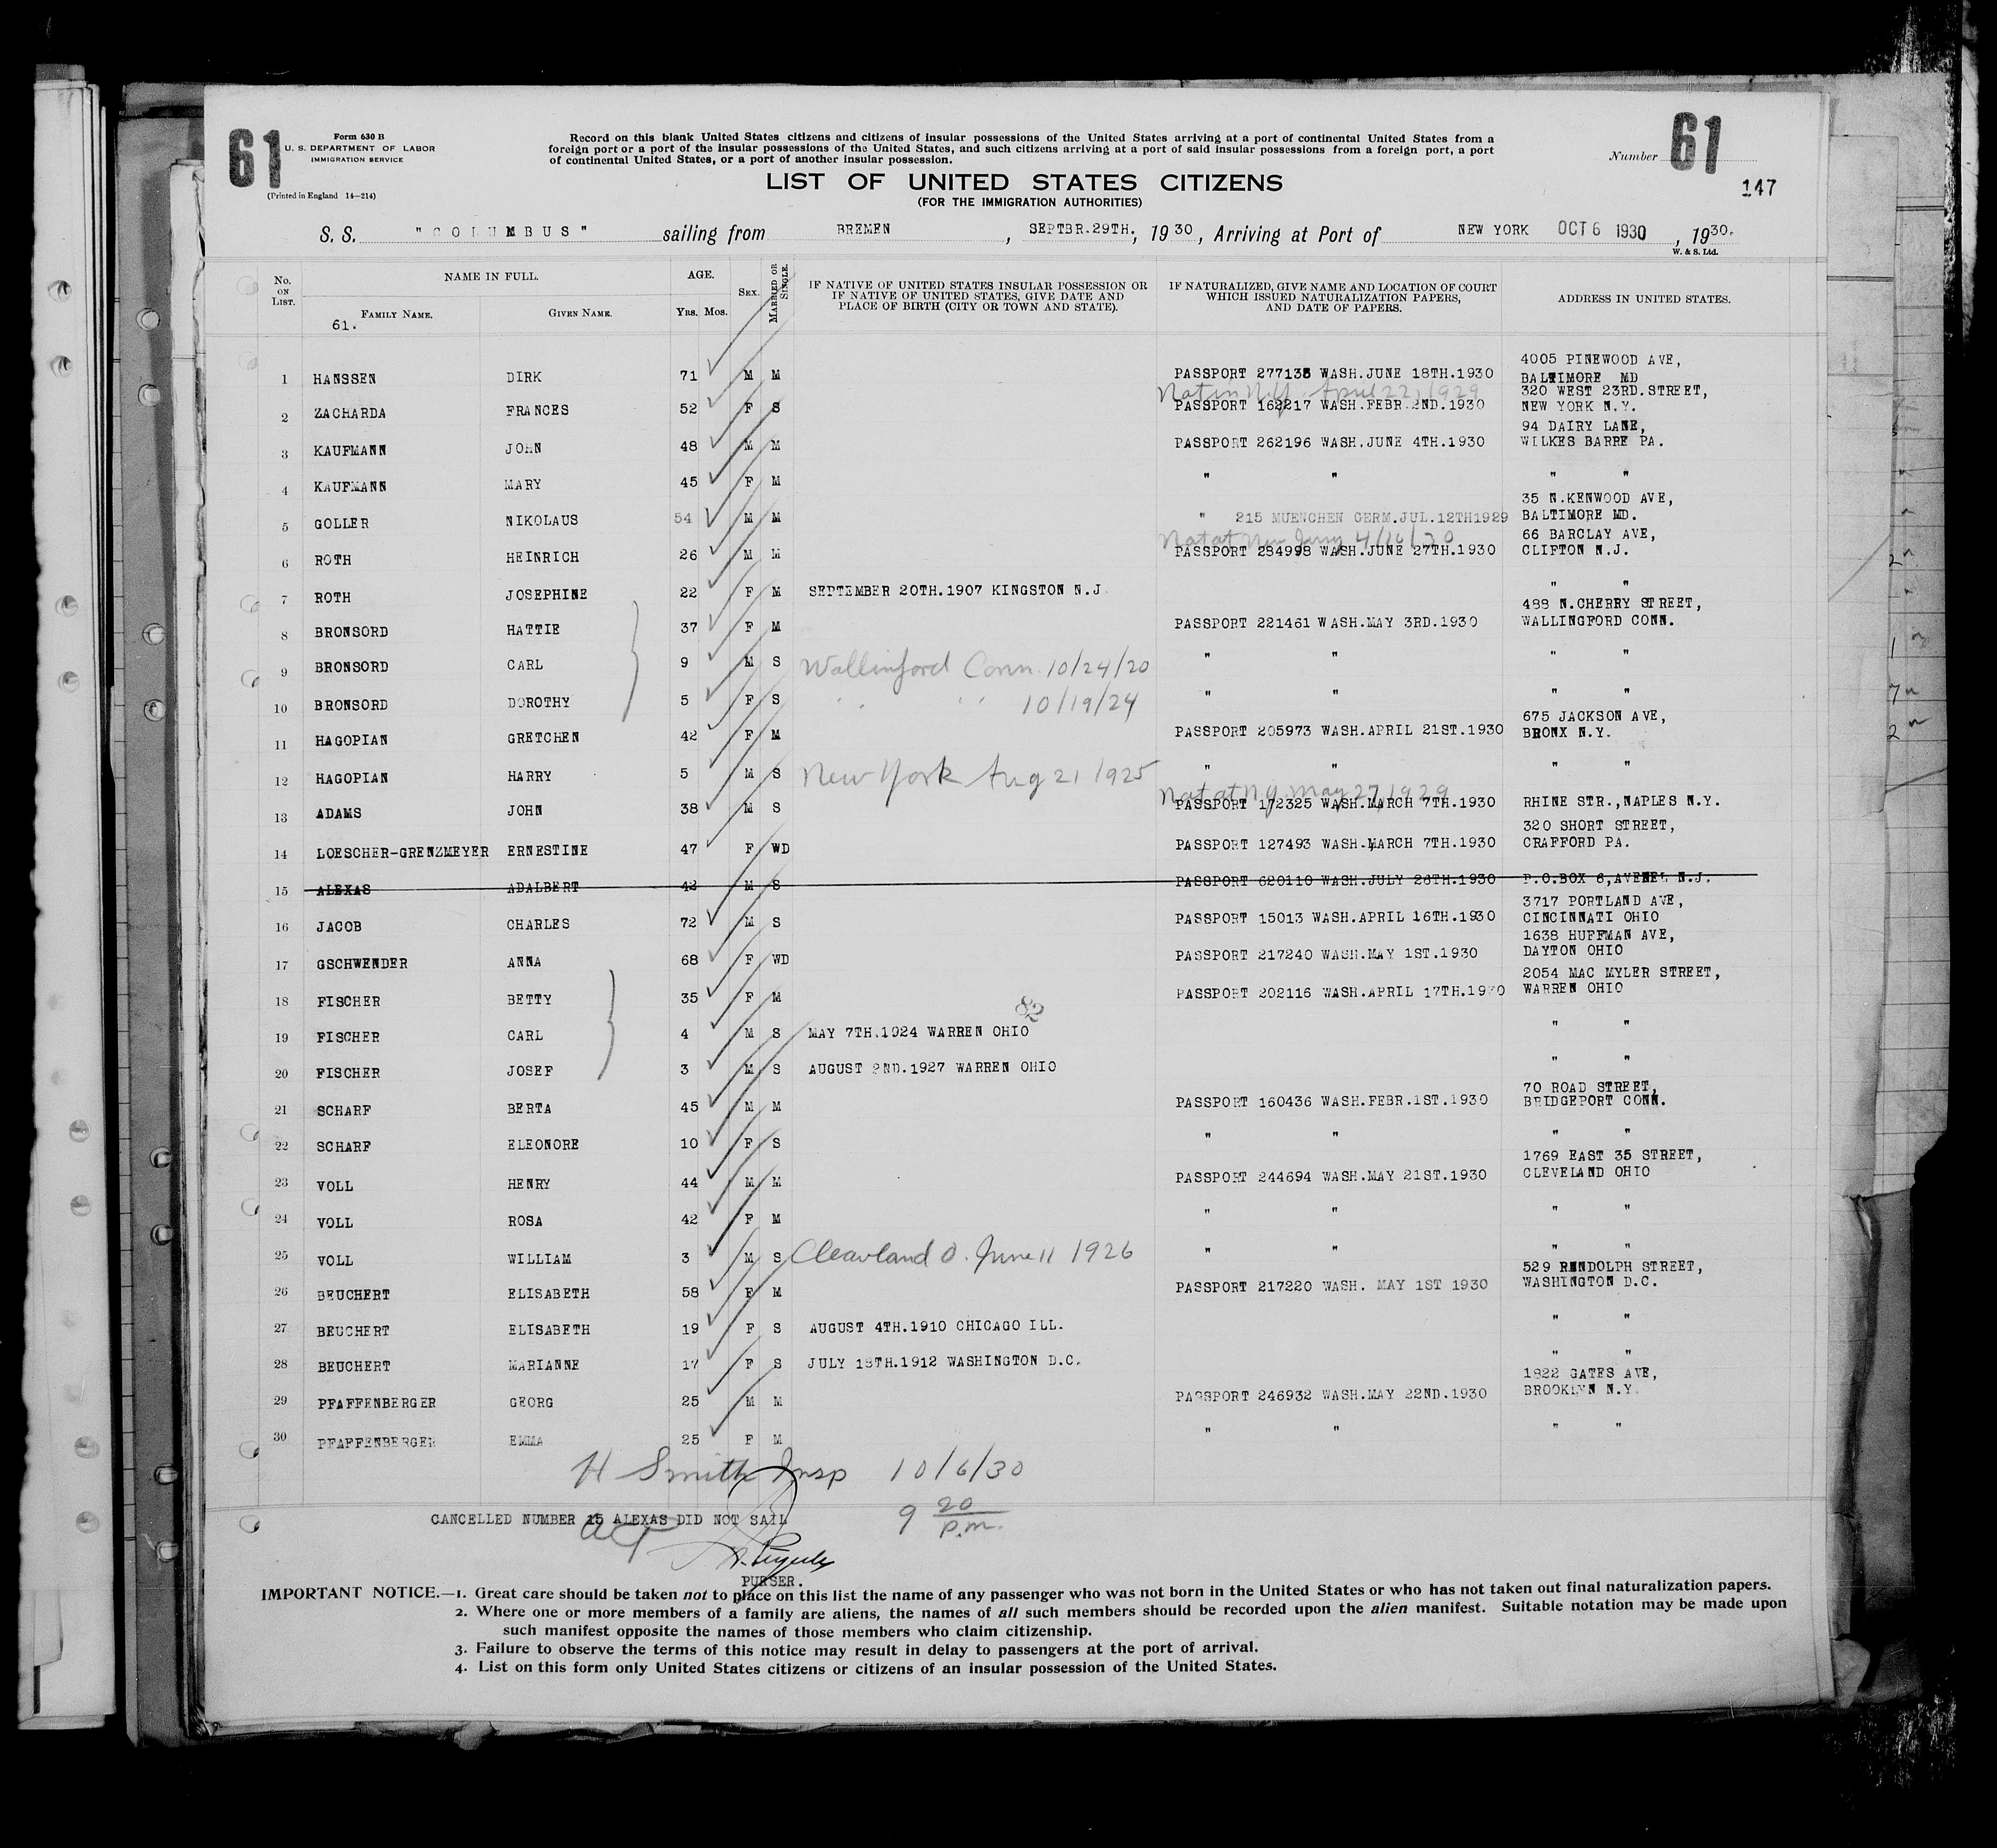 61
Form 630 B
U. S. DEPARTMENT OF LABOR
IMMIGRATION SERVICE
(Printed in England 14—214)
Record on this blank United States citizens and citizens of insular possessions of the United States arriving at a port of continental United States from a
foreign port or a port of the insular possessions of the United States, and such citizens arriving at a port of said insular possessions from a foreign port, a port
of continental United States, or a port of another insular possession.
Number 61
147
LIST OF UNITED STATES CITIZENS
(FOR THE IMMIGRATION AUTHORITIES)
S. S. "COLUMBUS" sailing from BREMEN, SEPTBR.29TH, 1930, Arriving at Port of NEW YORK OCT 6 1930, 1930.
W. & S. Ltd.
No. ON LIST. NAME IN FULL. FAMILY NAME. GIVEN NAME. AGE. Yrs. Mos. SEX. MARRIED OR SINGLE. IF NATIVE OF UNITED STATES INSULAR POSSESSION OR IF NATIVE OF UNITED STATES, GIVE DATE AND PLACE OF BIRTH (CITY OR TOWN AND STATE). IF NATURALIZED, GIVE NAME AND LOCATION OF COURT WHICH ISSUED NATURALIZATION PAPERS, AND DATE OF PAPERS. ADDRESS IN UNITED STATES.
61.
4005 PINEWOOD AVE,
1 HANSSEN DIRK 71 M M PASSPORT 277135 WASH.JUNE 18TH.1930 BALTIMORE MD
Nat in N.Y. April 22, 1929 320 WEST 23RD.STREET,
2 ZACHARDA FRANCES 52 F S PASSPORT 162217 WASH.FEBR.2ND.1930 NEW YORK N.Y.
94 DAIRY LANE,
3 KAUFMANN JOHN 48 M M PASSPORT 262196 WASH.JUNE 4TH.1930 WILKES BARRE PA.
4 KAUFMANN MARY 45 F M " " " "
35 N.KENWOOD AVE,
5 GOLLER NIKOLAUS 54 M M " 215 MUENCHEN GERM.JUL.12TH1929 BALTIMORE MD.
Nat at New Jersey 4/16/30 66 BARCLAY AVE,
6 ROTH HEINRICH 26 M M PASSPORT 284998 WASH.JUNE 27TH.1930 CLIFTON N.J.
7 ROTH JOSEPHINE 22 F M SEPTEMBER 20TH.1907 KINGSTON N.J. " "
488 N.CHERRY STREET,
8 BRONSORD HATTIE 37 F M PASSPORT 221461 WASH.MAY 3RD.1930 WALLINGFORD CONN.
9 BRONSORD CARL 9 M S Wallinford Conn. 10/24/20 " " " "
10 BRONSORD DOROTHY 5 F S " " 10/19/24 " " " "
675 JACKSON AVE,
11 HAGOPIAN GRETCHEN 42 F M PASSPORT 205973 WASH.APRIL 21ST.1930 BRONX N.Y.
12 HAGOPIAN HARRY 5 M S New York Aug 21 1925 " " " "
Nat at N.Y. May 27, 1929
13 ADAMS JOHN 38 M S PASSPORT 172325 WASH.MARCH 7TH.1930 RHINE STR.,NAPLES N.Y.
320 SHORT STREET,
14 LOESCHER-GRENZMEYER ERNESTINE 47 F WD PASSPORT 127493 WASH.MARCH 7TH.1930 CRAFFORD PA.
15 ALEXAS ADALBERT 42 M S PASSPORT 620110 WASH.JULY 26TH.1930 P.O.BOX 6,AVENEL N.J.
3717 PORTLAND AVE,
16 JACOB CHARLES 72 M S PASSPORT 15013 WASH.APRIL 16TH.1930 CINCINNATI OHIO
1638 HUFFMAN AVE,
17 GSCHWENDER ANNA 68 F WD PASSPORT 217240 WASH.MAY 1ST.1930 DAYTON OHIO
2054 MAC MYLER STREET,
18 FISCHER BETTY 35 F M PASSPORT 202116 WASH.APRIL 17TH.1930 WARREN OHIO
82
19 FISCHER CARL 4 M S MAY 7TH.1924 WARREN OHIO " "
20 FISCHER JOSEF 3 M S AUGUST 2ND.1927 WARREN OHIO " "
70 ROAD STREET,
21 SCHARF BERTA 45 M M PASSPORT 160436 WASH.FEBR.1ST.1930 BRIDGEPORT CONN.
22 SCHARF ELEONORE 10 F S " " " "
1769 EAST 35 STREET,
23 VOLL HENRY 44 M M PASSPORT 244694 WASH.MAY 21ST.1930 CLEVELAND OHIO
24 VOLL ROSA 42 F M " " " "
25 VOLL WILLIAM 3 M S Cleavland O. June 11 1926 " " " "
529 RANDOLPH STREET,
26 BEUCHERT ELISABETH 58 F M PASSPORT 217220 WASH. MAY 1ST 1930 WASHINGTON D.C.
27 BEUCHERT ELISABETH 19 F S AUGUST 4TH.1910 CHICAGO ILL. " "
28 BEUCHERT MARIANNE 17 F S JULY 18TH.1912 WASHINGTON D.C. " "
1822 GATES AVE,
29 PFAFFENBERGER GEORG 25 M M PASSPORT 246932 WASH.MAY 22ND.1930 BROOKLYN N.Y.
30 PFAFFENBERGER EMMA 25 F M " " " "
H Smith Insp 10/6/30
9 20 p.m.
CANCELLED NUMBER 15 ALEXAS DID NOT SAIL
PURSER.
IMPORTANT NOTICE.—1. Great care should be taken not to place on this list the name of any passenger who was not born in the United States or who has not taken out final naturalization papers.
2. Where one or more members of a family are aliens, the names of all such members should be recorded upon the alien manifest. Suitable notation may be made upon
such manifest opposite the names of those members who claim citizenship.
3. Failure to observe the terms of this notice may result in delay to passengers at the port of arrival.
4. List on this form only United States citizens or citizens of an insular possession of the United States.